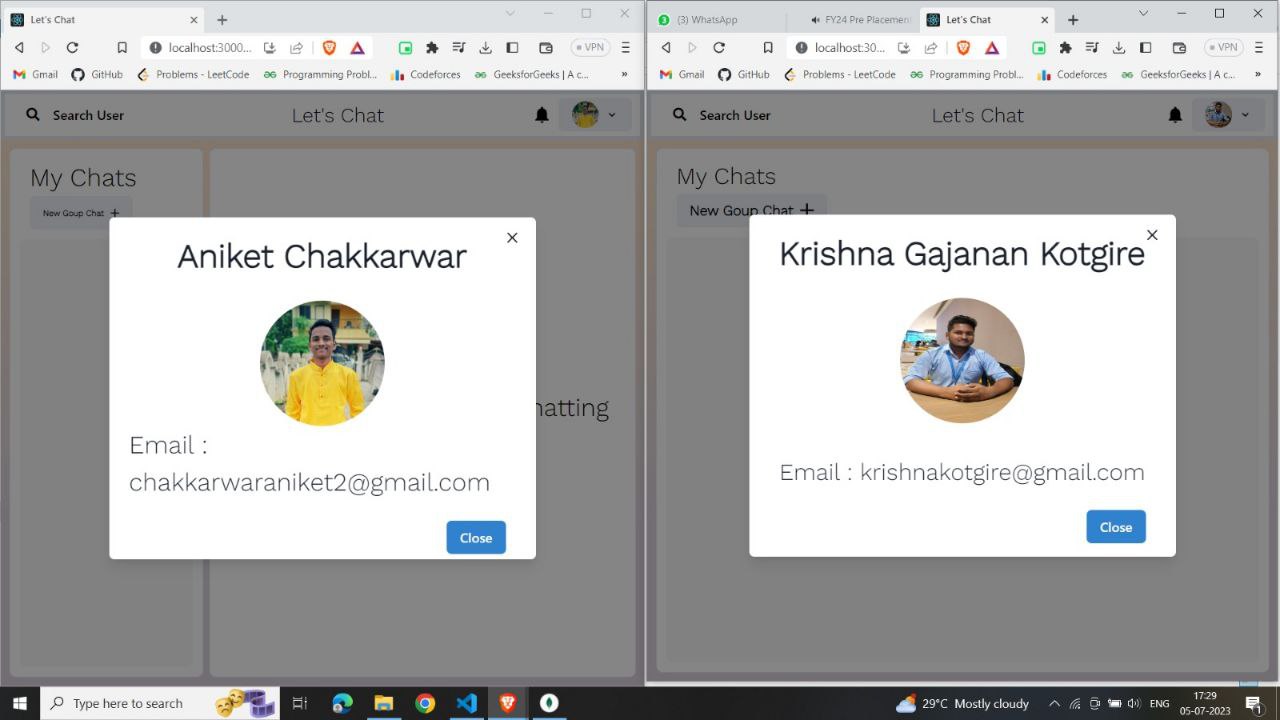 Let's Chat
localhost:3000...
VPN
Gmail
GitHub
Problems - LeetCode
Programming Probl...
Codeforces
GeeksforGeeks | A c...
»
Search User
Let's Chat
My Chats
New Goup Chat +
hatting
Aniket Chakkarwar
Email :
chakkarwaraniket2@gmail.com
Close
(3) WhatsApp
FY24 Pre Placement
Let's Chat
localhost:30...
VPN
Gmail
GitHub
Problems - LeetCode
Programming Probl...
Codeforces
GeeksforGeeks | A c...
»
Search User
Let's Chat
My Chats
New Goup Chat +
Krishna Gajanan Kotgire
Email : krishnakotgire@gmail.com
Close
Type here to search
29°C Mostly cloudy
ENG
17:29
05-07-2023
1